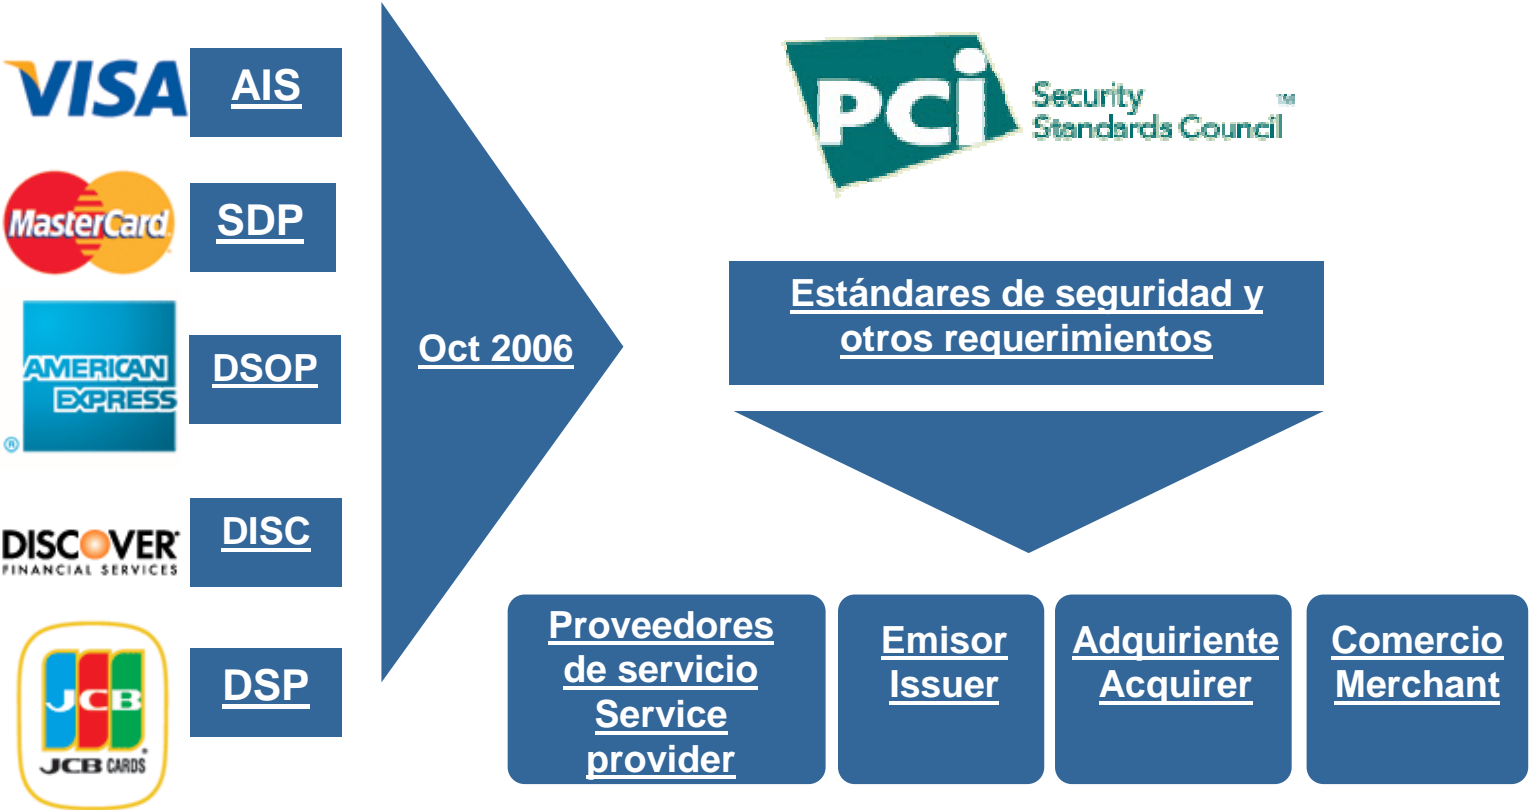 VISA
AIS
MasterCard
SDP
AMERICAN
EXPRESS
®
DSOP
DISCOVER
FINANCIAL SERVICES
DISC
JCB
JCB CARDS
DSP
Oct 2006
PCi
Security
Standards Council
™
Estándares de seguridad y
otros requerimientos
Proveedores
de servicio
Service
provider
Emisor
Issuer
Adquiriente
Acquirer
Comercio
Merchant